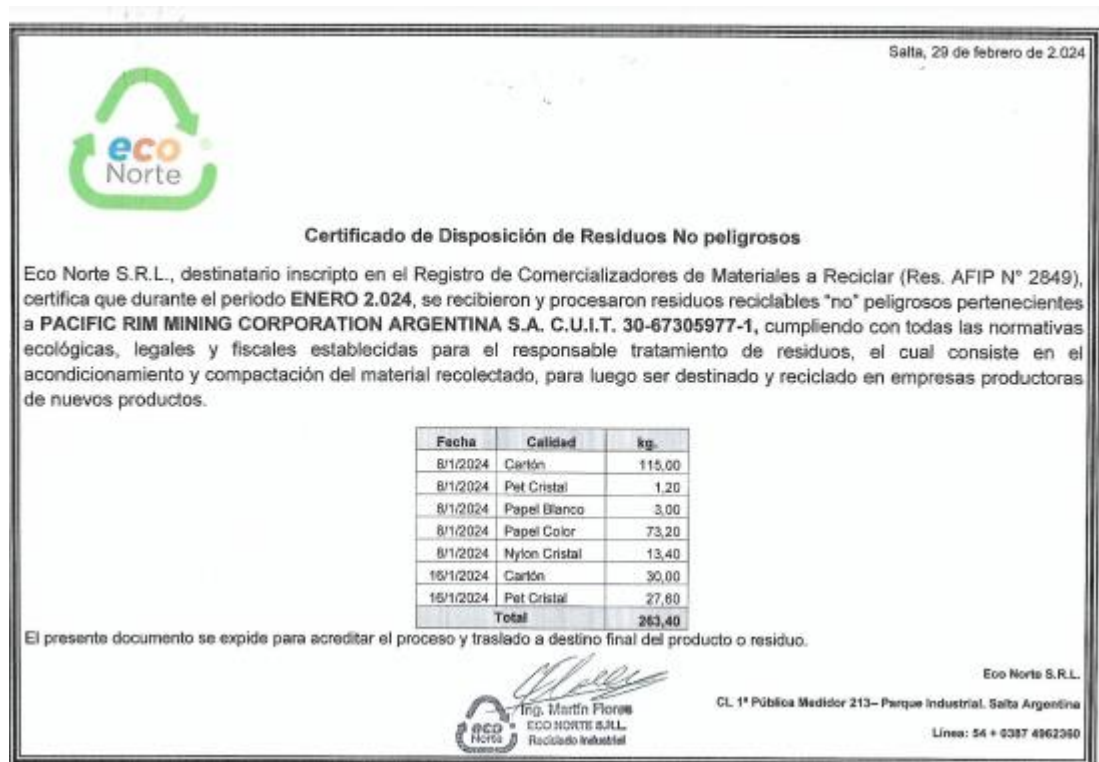 Salta, 29 de febrero de 2.024
eco
Norte
Certificado de Disposición de Residuos No peligrosos
Eco Norte S.R.L., destinatario inscripto en el Registro de Comercializadores de Materiales a Reciclar (Res. AFIP N° 2849),
certifica que durante el periodo ENERO 2.024, se recibieron y procesaron residuos reciclables "no" peligrosos pertenecientes
a PACIFIC RIM MINING CORPORATION ARGENTINA S.A. C.U.I.T. 30-67305977-1, cumpliendo con todas las normativas
ecológicas, legales y fiscales establecidas para el responsable tratamiento de residuos, el cual consiste en el
acondicionamiento y compactación del material recolectado, para luego ser destinado y reciclado en empresas productoras
de nuevos productos.
Fecha Calidad kg.
8/1/2024 Cartón 115,00
8/1/2024 Pet Cristal 1,20
8/1/2024 Papel Blanco 3,00
8/1/2024 Papel Color 73,20
8/1/2024 Nylon Cristal 13,40
16/1/2024 Cartón 30,00
16/1/2024 Pet Cristal 27,60
Total 263,40
El presente documento se expide para acreditar el proceso y traslado a destino final del producto o residuo.
eco
Norte
Ing. Martín Flores
ECO NORTE S.R.L.
Reciclado Industrial
Eco Norte S.R.L.
CL 1ª Pública Medidor 213– Parque Industrial. Salta Argentina
Línea: 54 + 0387 4962360